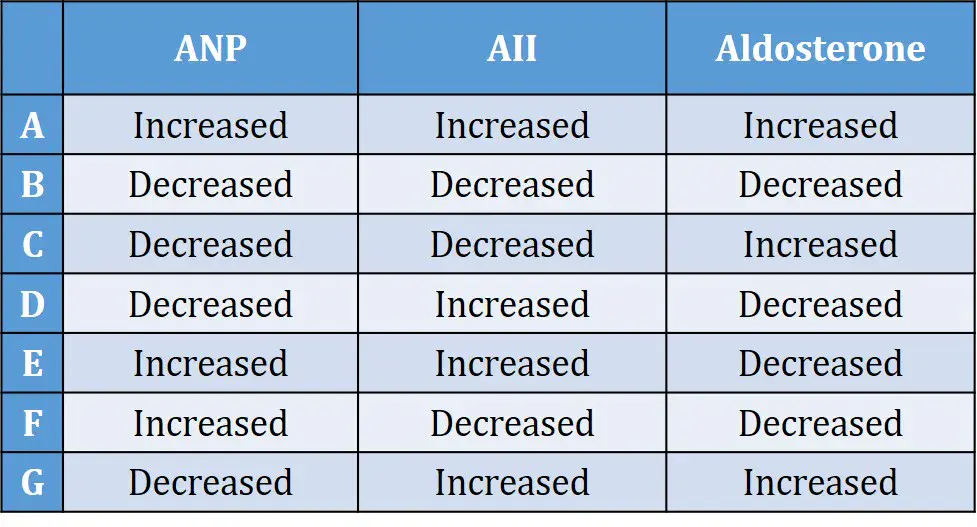 ANP AII Aldosterone
A Increased Increased Increased
B Decreased Decreased Decreased
C Decreased Decreased Increased
D Decreased Increased Decreased
E Increased Increased Decreased
F Increased Decreased Decreased
G Decreased Increased Increased